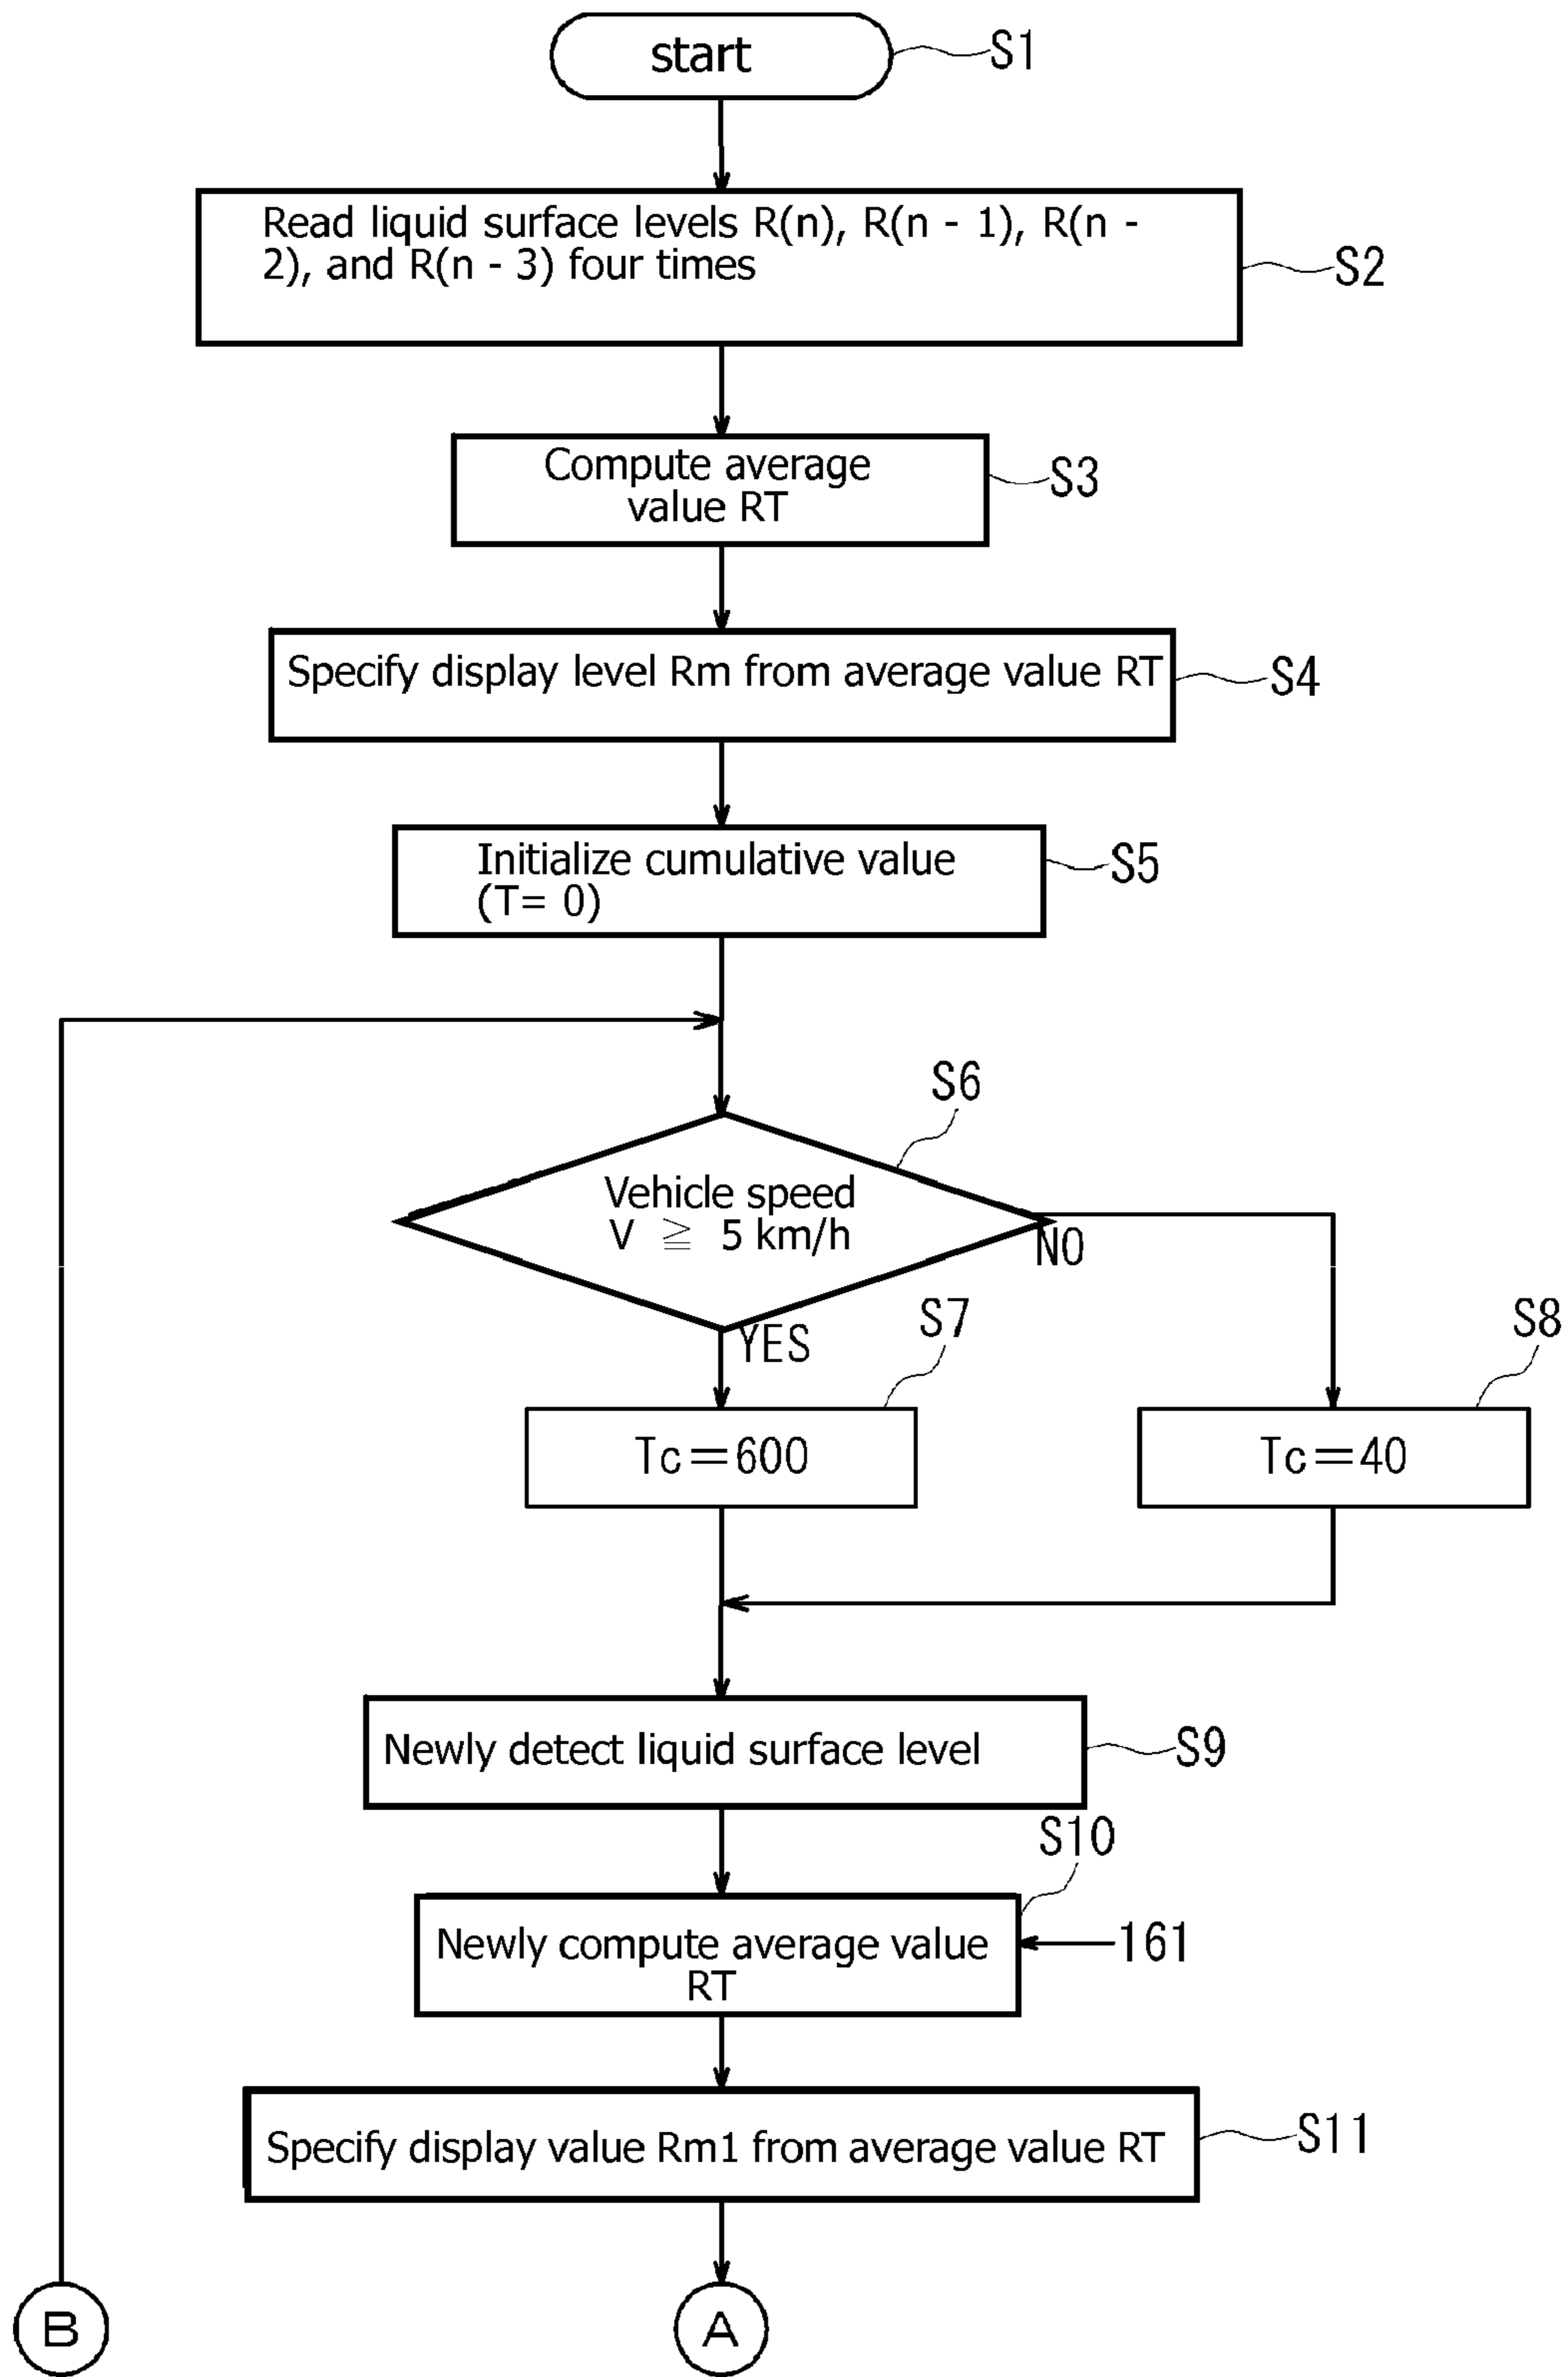 start
S1
Read liquid surface levels R(n), R(n - 1), R(n -
2), and R(n - 3) four times
S2
Compute average
value RT
S3
Specify display level Rm from average value RT
S4
Initialize cumulative value
(T= 0)
S5
S6
Vehicle speed
V ≧ 5 km/h
NO
YES
S7
S8
Tc=600
Tc=40
Newly detect liquid surface level
S9
S10
Newly compute average value
RT
161
Specify display value Rm1 from average value RT
S11
B
A